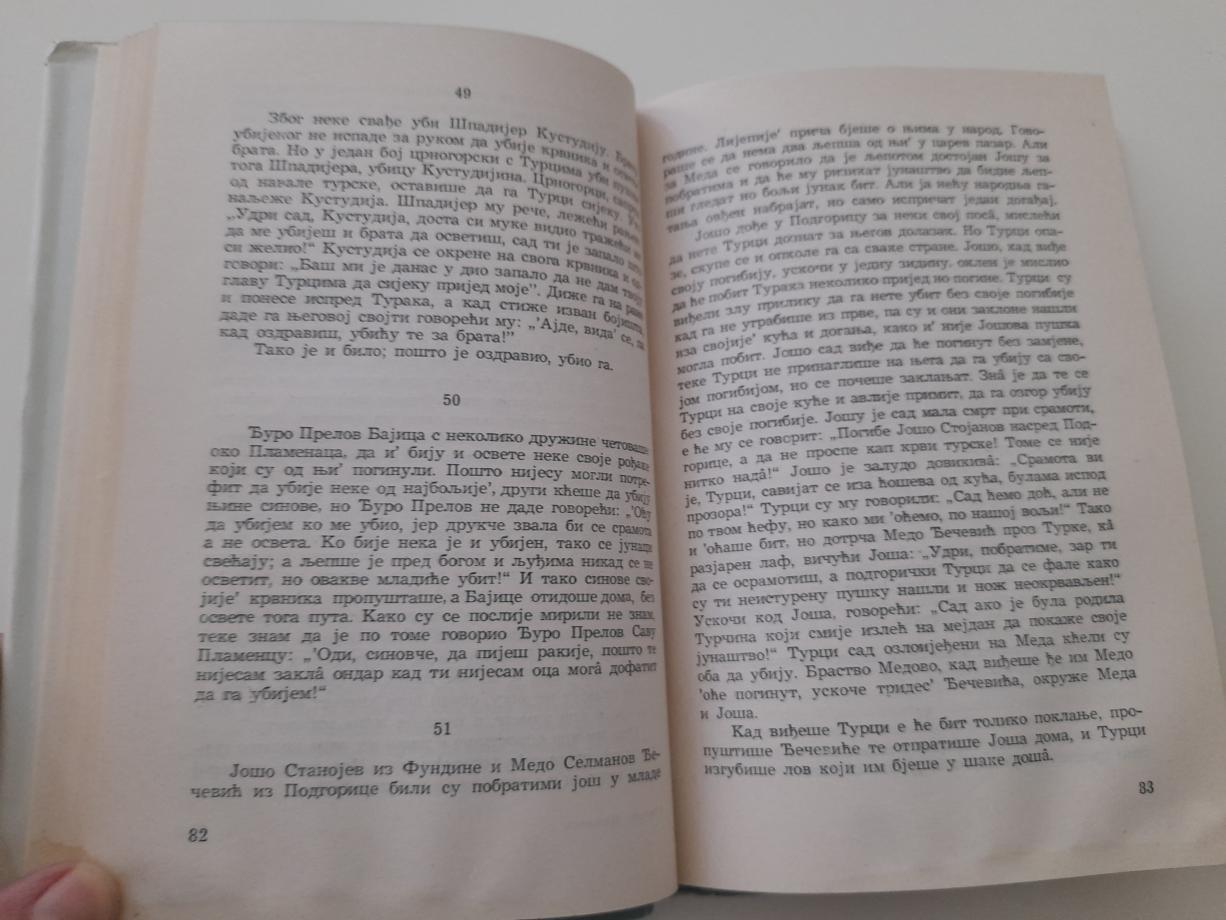 49
Због неке свађе уби Шпадијер Кустудију. Брат
убијеног не испаде за руком да убије крвника и освети
брата. Но у један бој црногорски с Турцима уби пушка
тога Шпадијера, убицу Кустудијина. Црногорци,
од навале турске, оставише да га Турци сијеку. У
наљеже Кустудија. Шпадијер му рече, лежећи рањен
„Удри сад, Кустудија, доста си муке видио тражећи ме
да ме убијеш и брата да осветиш, сад ти је запало што
си желио!“ Кустудија се окрене на свога крвника и од-
говори: „Баш ми је данас у дио запало да не дам твоју
главу Турцима да сијеку пријед моје”. Диже га на раме
и понесе испред Турака, а кад стиже изван бојишта,
даде га његовој својти говорећи му: „’Ајде, вида’ се, да
кад оздравиш, убићу те за брата!”
Тако је и било; пошто је оздравио, убио га.
50
Ђуро Прелов Бајица с неколико дружине четоваше
око Пламенаца, да и’ бију и освете неке своје рођаке
који су од њи’ погинули. Пошто нијесу могли потре-
фит да убије неке од најбољије’, други кћеше да убију
њине синове, но Ђуро Прелов не даде говорећи: „’Оћу
да убијем ко ме убио, јер друкче звала би се срамота
а не освета. Ко бије нека је и убијен, тако се јунаци
свећају; а љепше је пред богом и људима никад се не
осветит, но овакве младиће убит!“ И тако синове сво-
јије’ крвника пропушташе, а Бајице отидоше дома, без
освете тога пута. Како су се послије мирили не знам,
теке знам да је по томе говорио Ђуро Прелов Саву
Пламенцу: „’Оди, синовче, да пијеш ракије, пошто те
нијесам заклâ ондар кад ти нијесам оца могâ дофатит
да га убијем!“
51
Јошо Станојев из Фундине и Медо Селманов Ђе-
чевић из Подгорице били су побратими још у младе
82
године. Лијепије’ прича бјеше о њима у народ. Гово-
раше се да нема два љепша од њи’ у царев пазар. Али
за Меда се говорило да је љепотом достојан Јошу за
побратима и да ће му ризикат јунаштво да бидне љеп-
ши гледат но бољи јунак бит. Али ја нећу народња га-
тања овђен набрајат, но само испричат један догађај.
Јошо дође у Подгорицу за неки свој посâ, мислећи
да нете Турци дознат за његов долазак. Но Турци опа-
зе, скупе се и опколе га са сваке стране. Јошо, кад виђе
своју погибију, ускочи у једну зидину, оклен је мислио
да ће побит Турака неколико пријед но погине. Турци су
виђели злу прилику да га нете убит без своје погибије
кад га не уграбише из прве, па су и они заклоне нашли
иза својије’ кућа и догања, како и’ није Јошова пушка
могла побит. Јошо сад виђе да ће погинут без замјене,
теке Турци не принаглише на њега да га убију са сво-
јом погибијом, но се почеше заклањат. Знâ је да те се
Турци на своје куће и авлије примит, да га озгор убију
без своје погибије. Јошу је сад мала смрт при срамоти,
е ће му се говорит: „Погибе Јошо Стојанов насред Под-
горице, а да не проспе кап крви турске! Томе се није
нитко надâ!“ Јошо је залудо довикивâ: „Срамота ви
је, Турци, савијат се иза ћошева од кућа, булама испод
прозора!“ Турци су му говорили: „Сад ћемо доћ, али не
по твом ћефу, но како ми ’оћемо, по нашој вољи!“ Тако
и ’оћаше бит, но дотрча Медо Ђечевић проз Турке, кâ
разјарен лаф, вичући Јоша: „Удри, побратиме, зар ти
да се осрамотиш, а подгорички Турци да се фале како
су ти неистурену пушку нашли и нож неокрвављен!“
Ускочи код Јоша, говорећи: „Сад ако је була родила
Турчина који смије излећ на мејдан да покаже своје
јунаштво!“ Турци сад озломјеђени на Меда кћели су
оба да убију. Браство Медово, кад виђеше ђе им Медо
’оће погинут, ускоче тридес’ Ђечевића, окруже Меда
и Јоша.
Кад виђеше Турци е ће бит толико поклање, про-
пуштише Ђечевиће те отпратише Јоша дома, и Турци
изгубише лов који им бјеше у шаке дошâ.
83